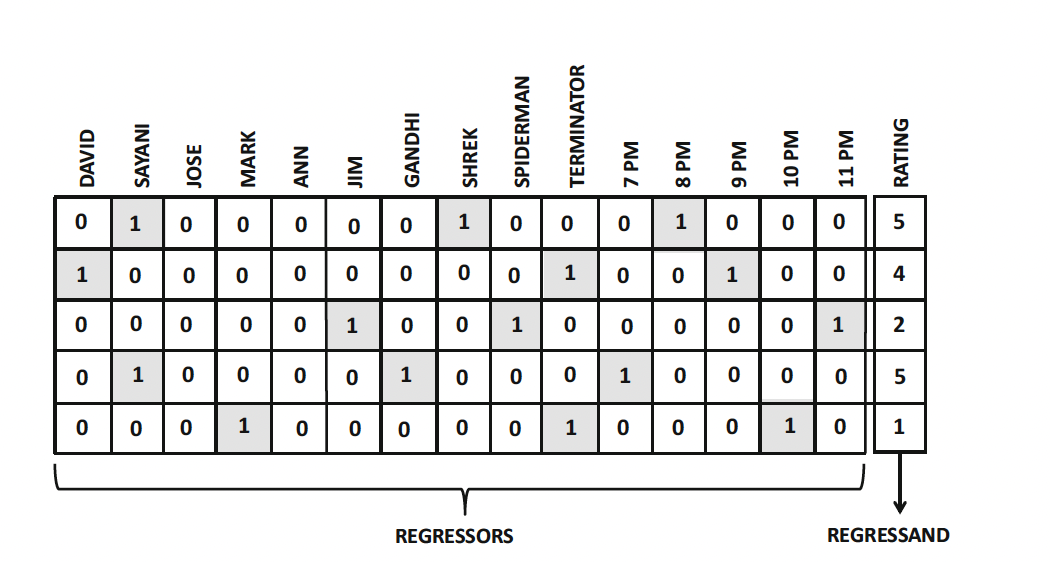 DAVID SAYANI JOSE MARK ANN JIM GANDHI SHREK SPIDERMAN TERMINATOR 7 PM 8 PM 9 PM 10 PM 11 PM RATING
0 1 0 0 0 0 0 1 0 0 0 1 0 0 0 5
1 0 0 0 0 0 0 0 0 1 0 0 1 0 0 4
0 0 0 0 0 1 0 0 1 0 0 0 0 0 1 2
0 1 0 0 0 0 1 0 0 0 1 0 0 0 0 5
0 0 0 1 0 0 0 0 0 1 0 0 0 1 0 1
REGRESSORS
REGRESSAND